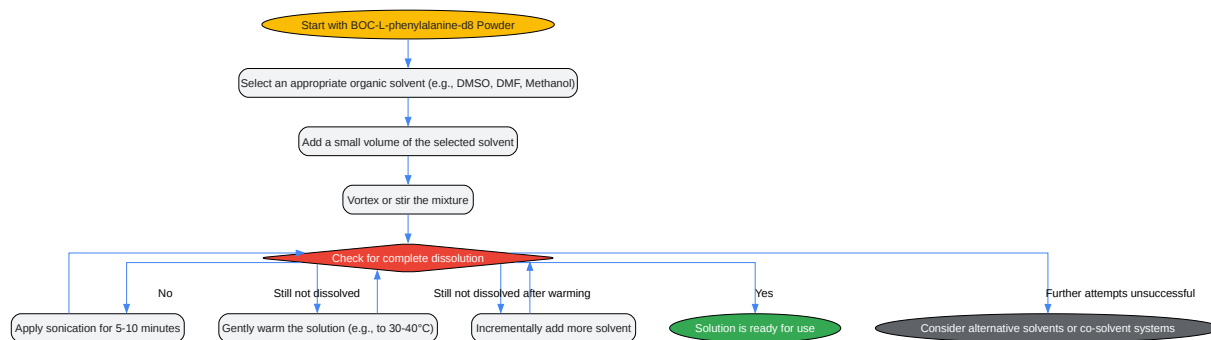 Start with BOC-L-phenylalanine-d8 Powder
Select an appropriate organic solvent (e.g., DMSO, DMF, Methanol)
Add a small volume of the selected solvent
Vortex or stir the mixture
Check for complete dissolution
No
Still not dissolved
Still not dissolved after warming
Yes
Further attempts unsuccessful
Apply sonication for 5-10 minutes
Gently warm the solution (e.g., to 30-40°C)
Incrementally add more solvent
Solution is ready for use
Consider alternative solvents or co-solvent systems